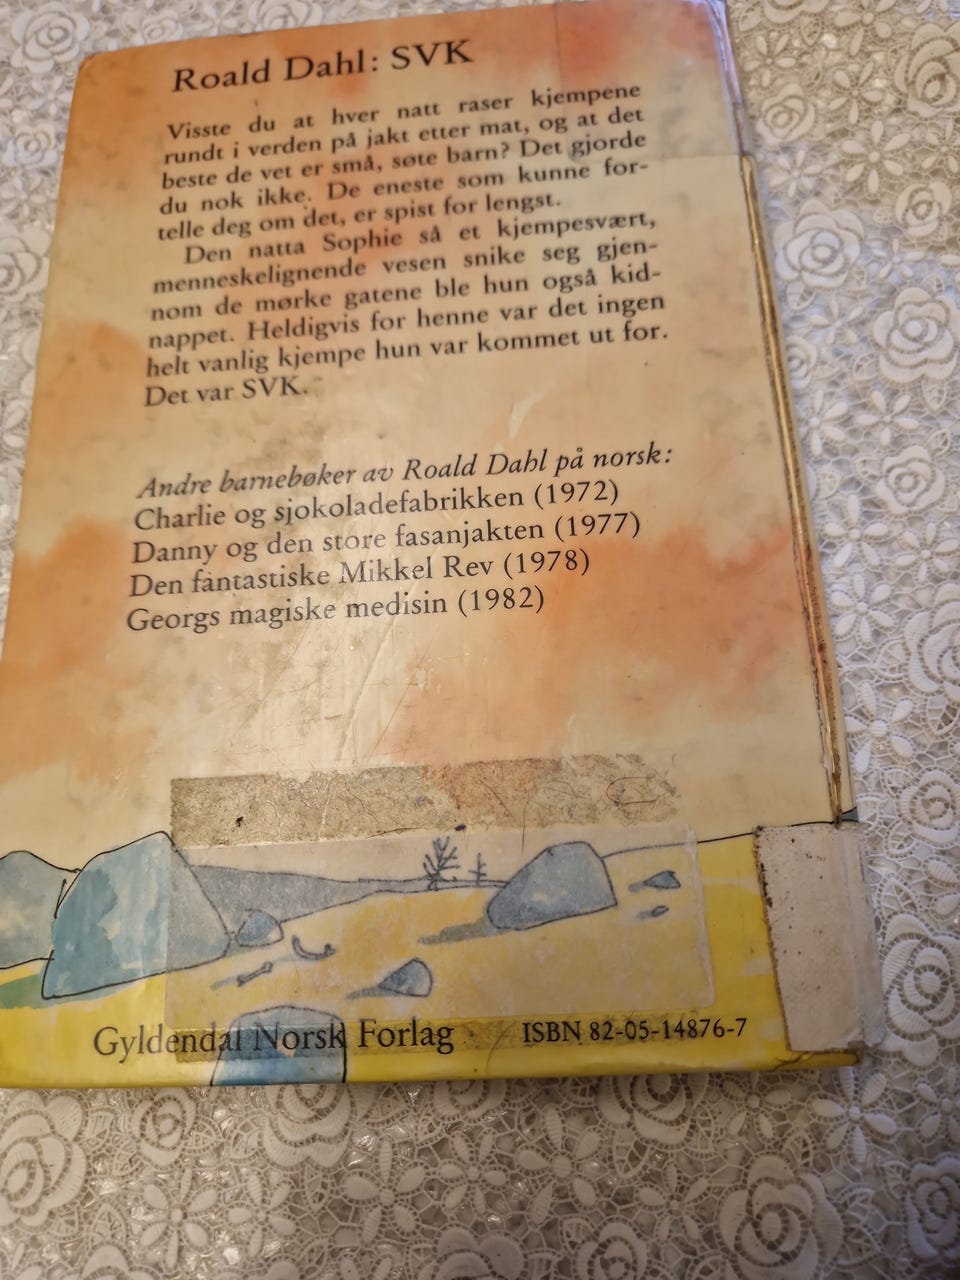 Roald Dahl: SVK
Visste du at hver natt raser kjempene
rundt i verden på jakt etter mat, og at det
beste de vet er små, søte barn? Det gjorde
du nok ikke. De eneste som kunne for-
telle deg om det, er spist for lengst.
Den natta Sophie så et kjempesvært,
menneskelignende vesen snike seg gjen-
nom de mørke gatene ble hun også kid-
nappet. Heldigvis for henne var det ingen
helt vanlig kjempe hun var kommet ut for.
Det var SVK.
Andre barnebøker av Roald Dahl på norsk:
Charlie og sjokoladefabrikken (1972)
Danny og den store fasanjakten (1977)
Den fantastiske Mikkel Rev (1978)
Georgs magiske medisin (1982)
Gyldendal Norsk Forlag
ISBN 82-05-14876-7